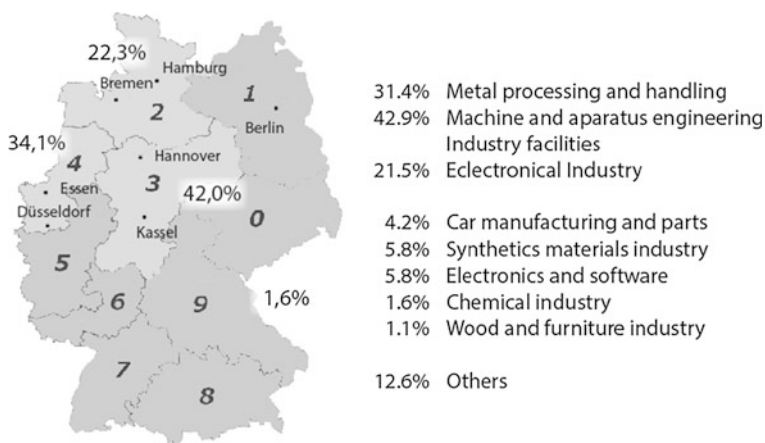 22,3%
Hamburg
Bremen
2
1
Berlin
34,1%
4
Hannover
3
Essen
42,0%
Düsseldorf
Kassel
0
5
6
9
1,6%
7
8
31.4% Metal processing and handling
42.9% Machine and aparatus engineering
Industry facilities
21.5% Eclectronical Industry
4.2% Car manufacturing and parts
5.8% Synthetics materials industry
5.8% Electronics and software
1.6% Chemical industry
1.1% Wood and furniture industry
12.6% Others